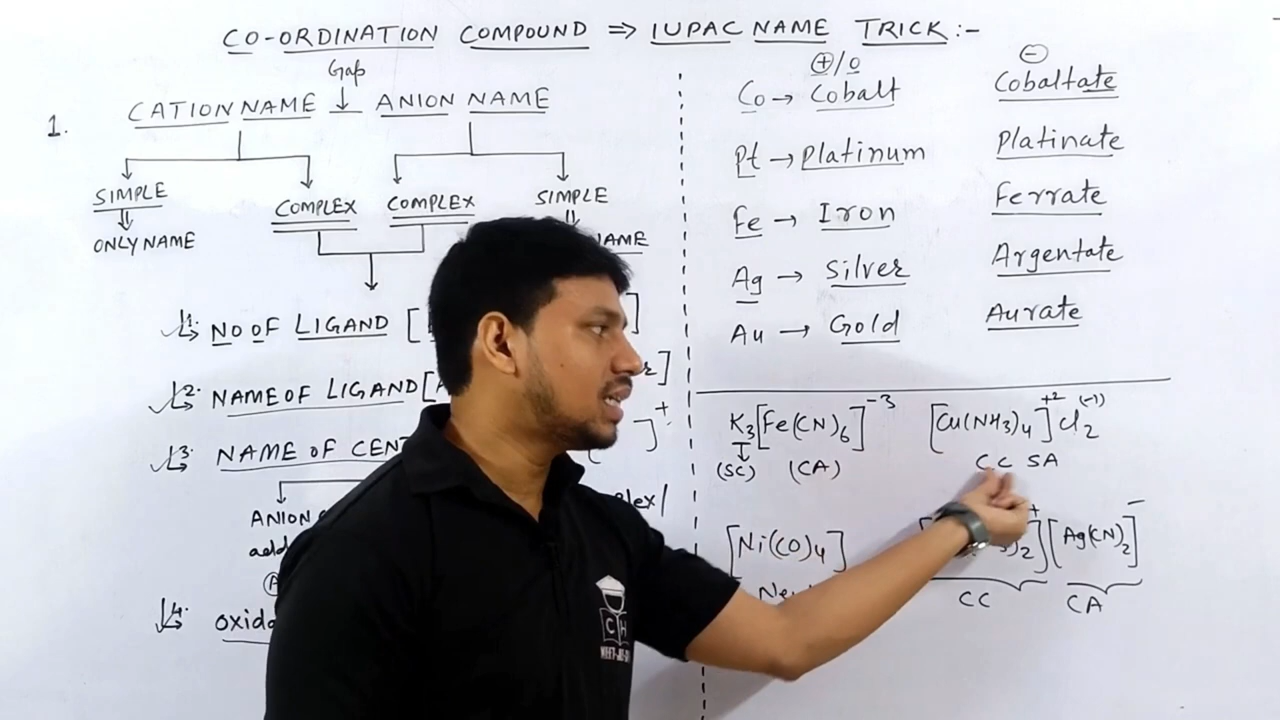 CO-ORDINATION COMPOUND ⇒ IUPAC NAME TRICK:-
Gap
1. CATION NAME ANION NAME
SIMPLE COMPLEX COMPLEX SIMPLE
ONLY NAME
1. NO OF LIGAND [ ]
2. NAME OF LIGAND [ ]
3. NAME OF [ ]+
ANION
4.
⊕/0 ⊖
Co → Cobalt Cobaltate
Pt → Platinum Platinate
Fe → Iron Ferrate
Ag → Silver Argentate
Au → Gold Aurate
K3[Fe(CN)6]-3 [Cu(NH3)4]+2 Cl2(-1)
(SC) (CA) CC SA
[Ni(CO)4] )2]+ [Ag(CN)2]-
CC CA
CH